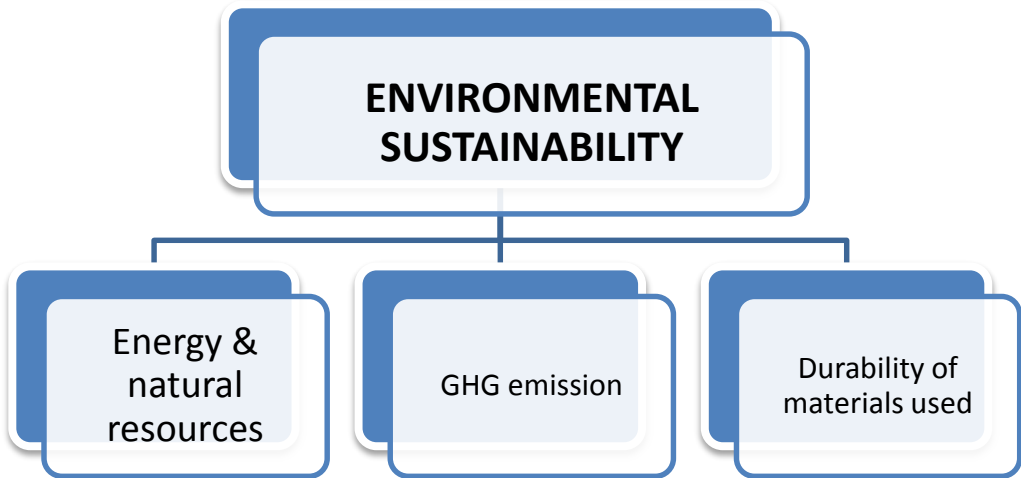 ENVIRONMENTAL
SUSTAINABILITY
Energy &
natural
resources
GHG emission
Durability of
materials used